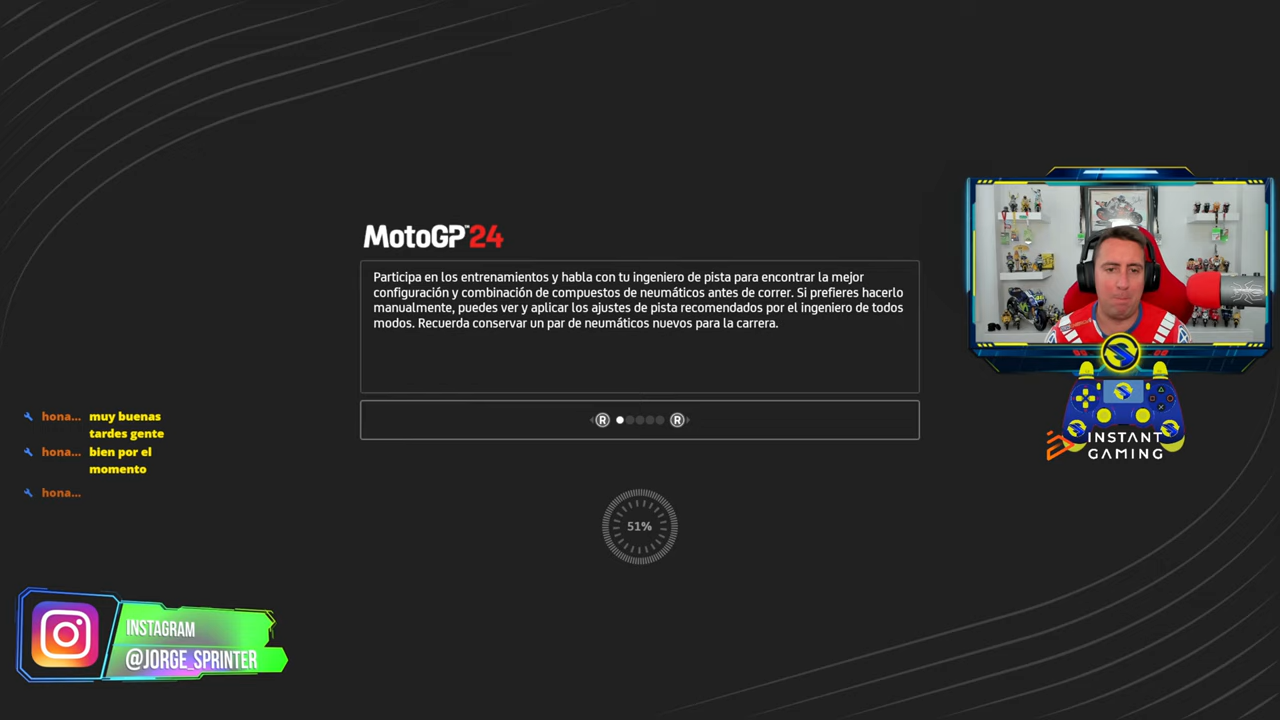 MotoGP™24
Participa en los entrenamientos y habla con tu ingeniero de pista para encontrar la mejor
configuración y combinación de compuestos de neumáticos antes de correr. Si prefieres hacerlo
manualmente, puedes ver y aplicar los ajustes de pista recomendados por el ingeniero de todos
modos. Recuerda conservar un par de neumáticos nuevos para la carrera.
R R
51%
hona... muy buenas
tardes gente
hona... bien por el
momento
hona...
INSTANT
GAMING
INSTAGRAM
@JORGE_SPRINTER